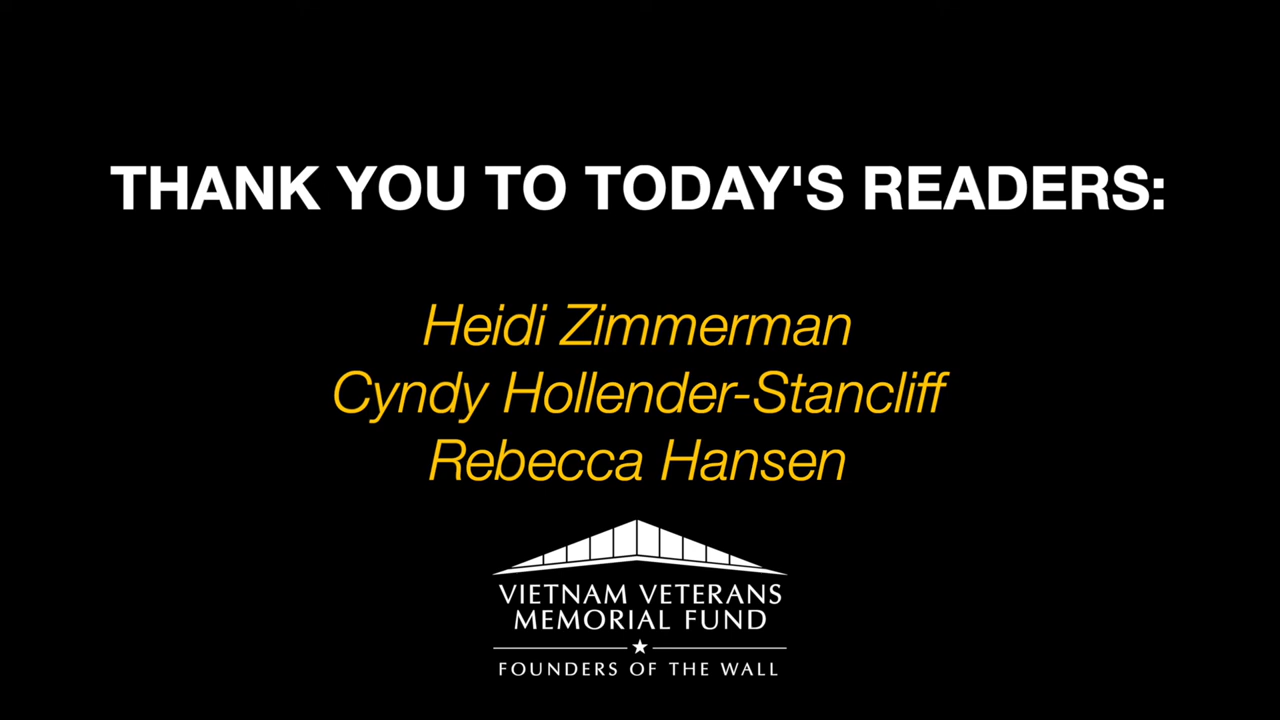 THANK YOU TO TODAY'S READERS:
Heidi Zimmerman
Cyndy Hollender-Stancliff
Rebecca Hansen
VIETNAM VETERANS
MEMORIAL FUND
FOUNDERS OF THE WALL